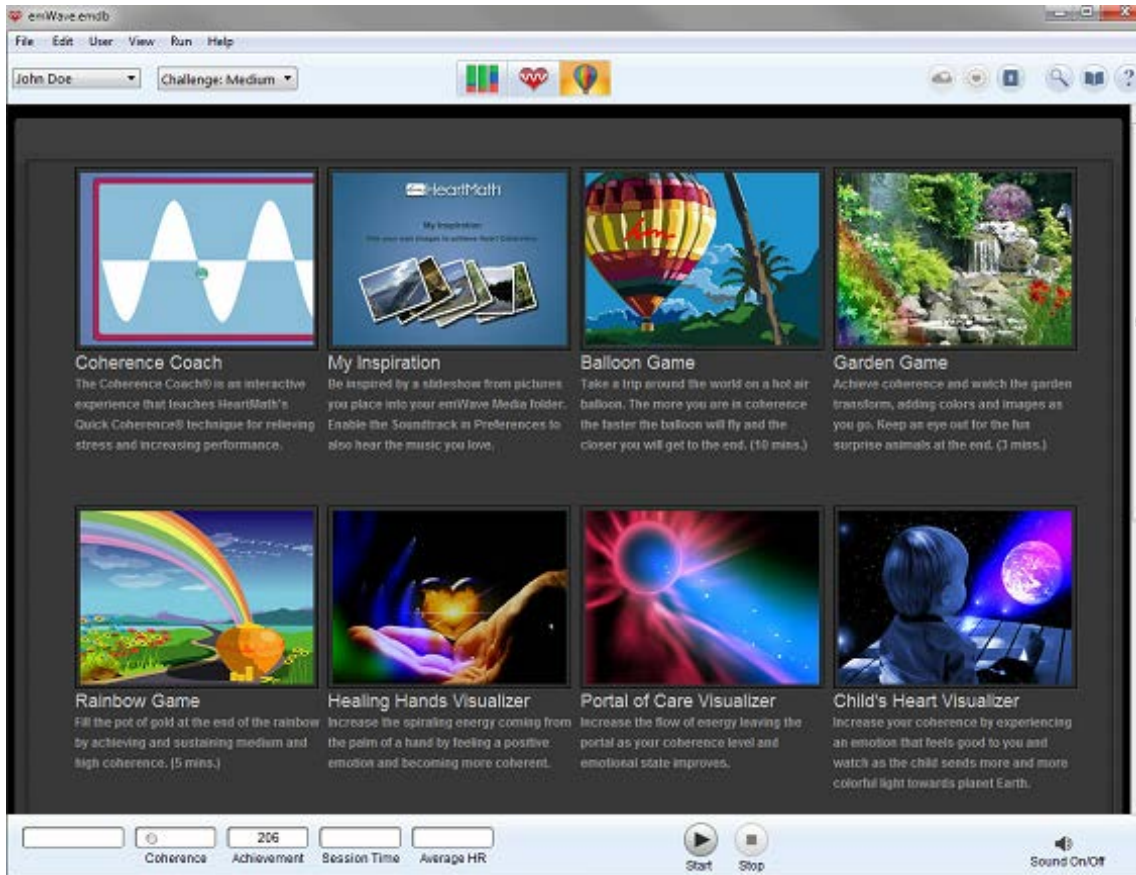 emWave.emdb
File Edit User View Run Help
John Doe Challenge: Medium
?
HeartMath
My Inspiration
hm
Coherence Coach
The Coherence Coach® is an interactive
experience that teaches HeartMath's
Quick Coherence® technique for relieving
stress and increasing performance.
My Inspiration
Be inspired by a slideshow from pictures
you place into your emWave Media folder.
Enable the Soundtrack in Preferences to
also hear the music you love.
Balloon Game
Take a trip around the world on a hot air
balloon. The more you are in coherence
the faster the balloon will fly and the
closer you will get to the end. (10 mins.)
Garden Game
Achieve coherence and watch the garden
transform, adding colors and images as
you go. Keep an eye out for the fun
surprise animals at the end. (3 mins.)
Rainbow Game
Fill the pot of gold at the end of the rainbow
by achieving and sustaining medium and
high coherence. (5 mins.)
Healing Hands Visualizer
Increase the spiraling energy coming from
the palm of a hand by feeling a positive
emotion and becoming more coherent.
Portal of Care Visualizer
Increase the flow of energy leaving the
portal as your coherence level and
emotional state improves.
Child's Heart Visualizer
Increase your coherence by experiencing
an emotion that feels good to you and
watch as the child sends more and more
colorful light towards planet Earth.
206
Coherence Achievement Session Time Average HR
Start Stop
Sound On/Off